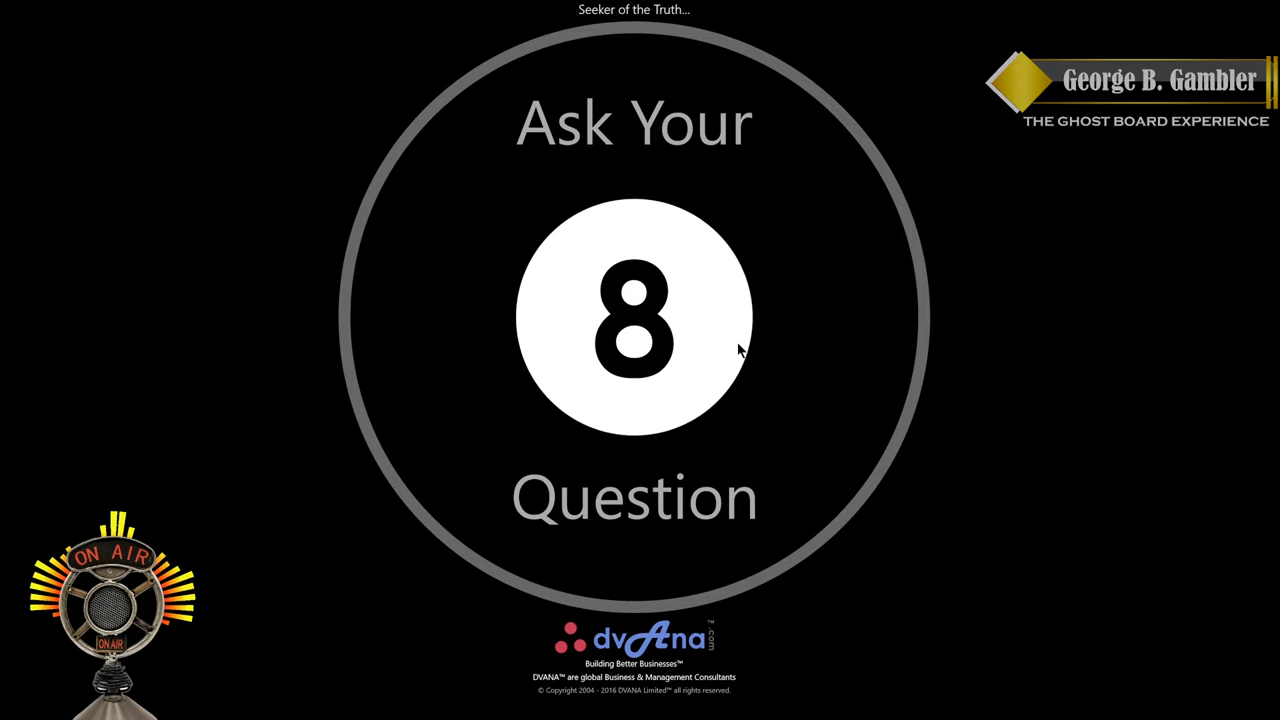 Seeker of the Truth...
George B. Gambler
THE GHOST BOARD EXPERIENCE
Ask Your
8
Question
ON AIR
ON AIR
dvAna.com™
Building Better Businesses™
DVANA™ are global Business & Management Consultants
© Copyright 2004 - 2016 DVANA Limited™ all rights reserved.